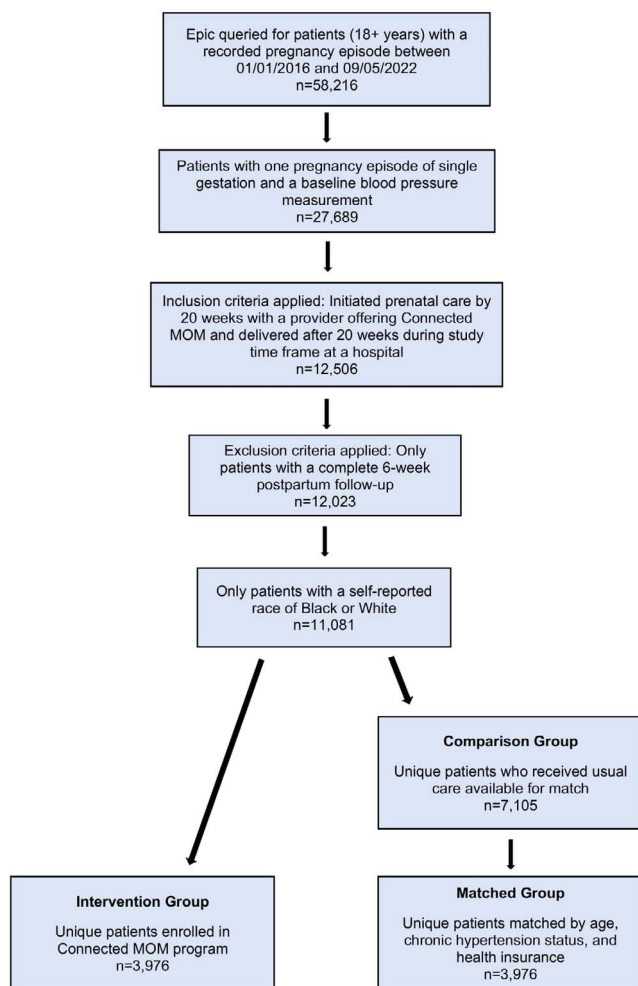 Epic queried for patients (18+ years) with a
recorded pregnancy episode between
01/01/2016 and 09/05/2022
n=58,216
Patients with one pregnancy episode of single
gestation and a baseline blood pressure
measurement
n=27,689
Inclusion criteria applied: Initiated prenatal care by
20 weeks with a provider offering Connected
MOM and delivered after 20 weeks during study
time frame at a hospital
n=12,506
Exclusion criteria applied: Only
patients with a complete 6-week
postpartum follow-up
n=12,023
Only patients with a self-reported
race of Black or White
n=11,081
Comparison Group
Unique patients who received usual
care available for match
n=7,105
Intervention Group
Unique patients enrolled in
Connected MOM program
n=3,976
Matched Group
Unique patients matched by age,
chronic hypertension status, and
health insurance
n=3,976